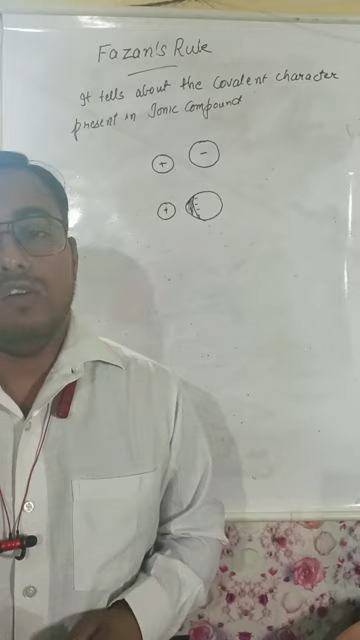 Fazan's Rule
It tells about the Covalent character
present in Ionic Compound
+ -
+